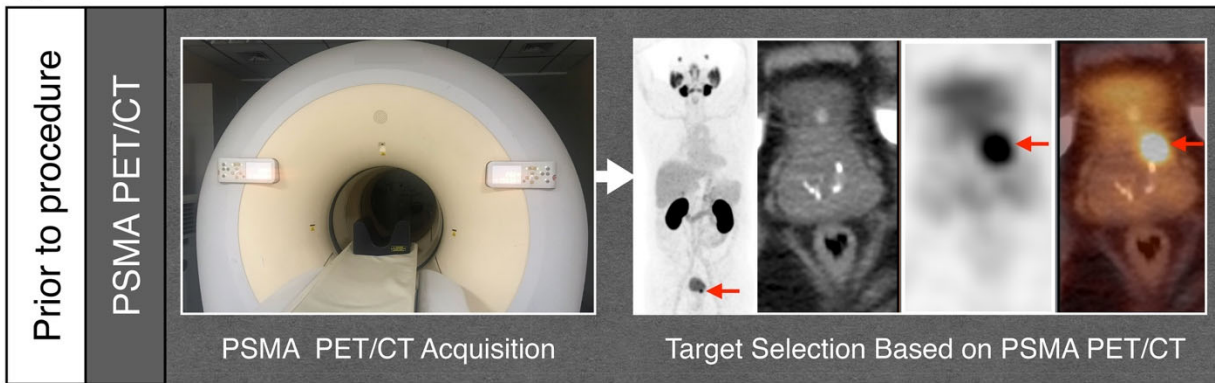 Prior to procedure
PSMA PET/CT
PSMA PET/CT Acquisition
Target Selection Based on PSMA PET/CT